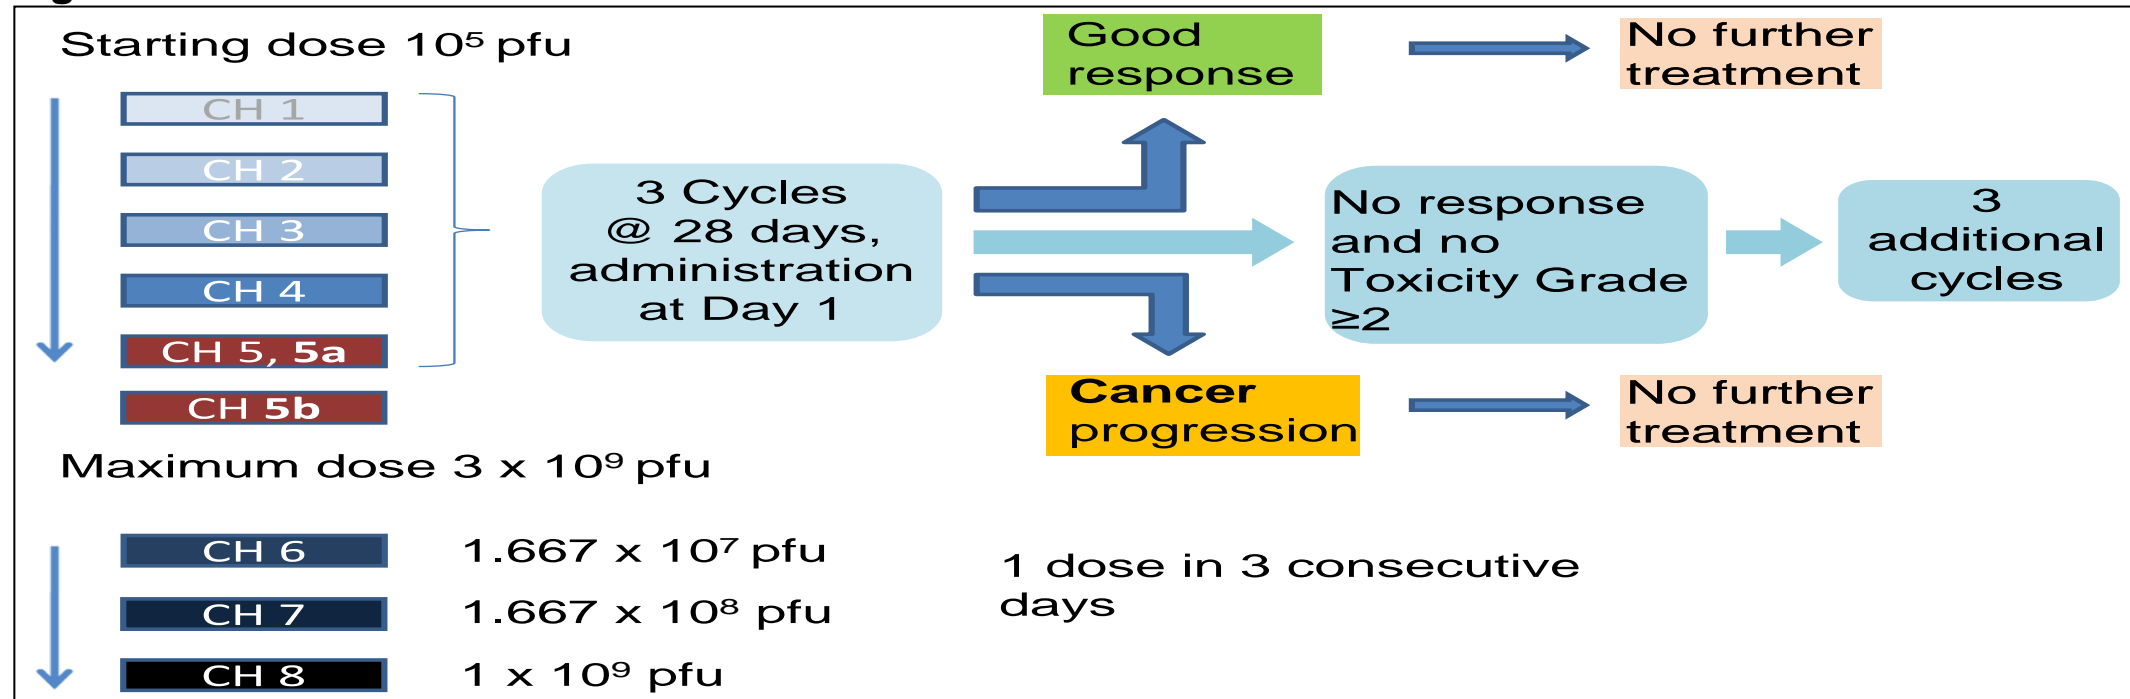 Starting dose 10⁵ pfu
CH 1
CH 2
CH 3
CH 4
CH 5, 5a
CH 5b
Maximum dose 3 x 10⁹ pfu
CH 6
1.667 x 10⁷ pfu
CH 7
1.667 x 10⁸ pfu
CH 8
1 x 10⁹ pfu
3 Cycles
@ 28 days,
administration
at Day 1
Good
response
No further
treatment
No response
and no
Toxicity Grade
≥2
3
additional
cycles
Cancer
progression
No further
treatment
1 dose in 3 consecutive
days